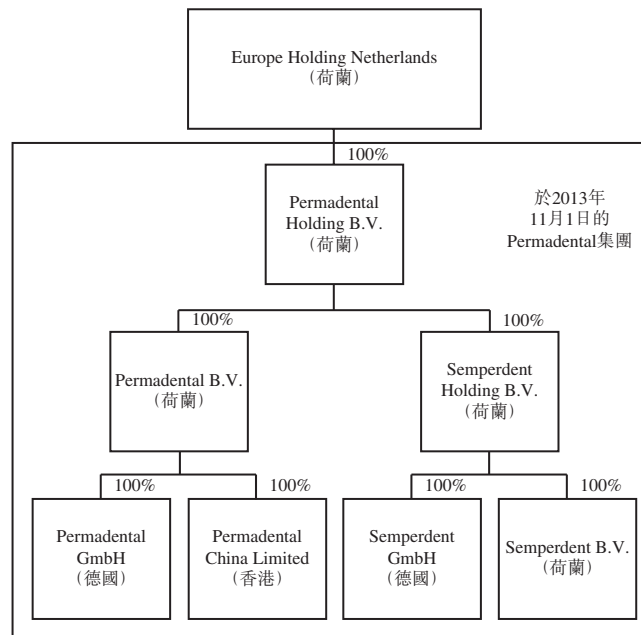 Europe Holding Netherlands
(荷蘭)
100%
Permadental
Holding B.V.
(荷蘭)
於2013年
11月1日的
Permadental集團
100%
100%
Permadental B.V.
(荷蘭)
Semperdent
Holding B.V.
(荷蘭)
100%
100%
100%
100%
Permadental
GmbH
(德國)
Permadental
China Limited
(香港)
Semperdent
GmbH
(德國)
Semperdent B.V.
(荷蘭)